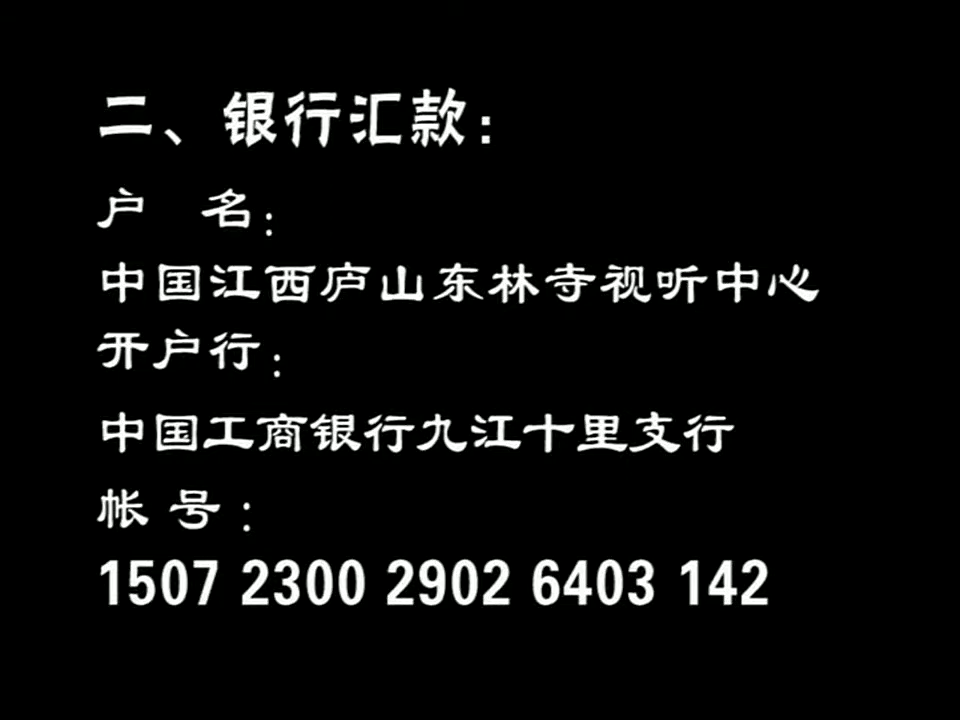 二、银行汇款：
户 名：
中国江西庐山东林寺视听中心
开户行：
中国工商银行九江十里支行
帐 号：
1507 2300 2902 6403 142